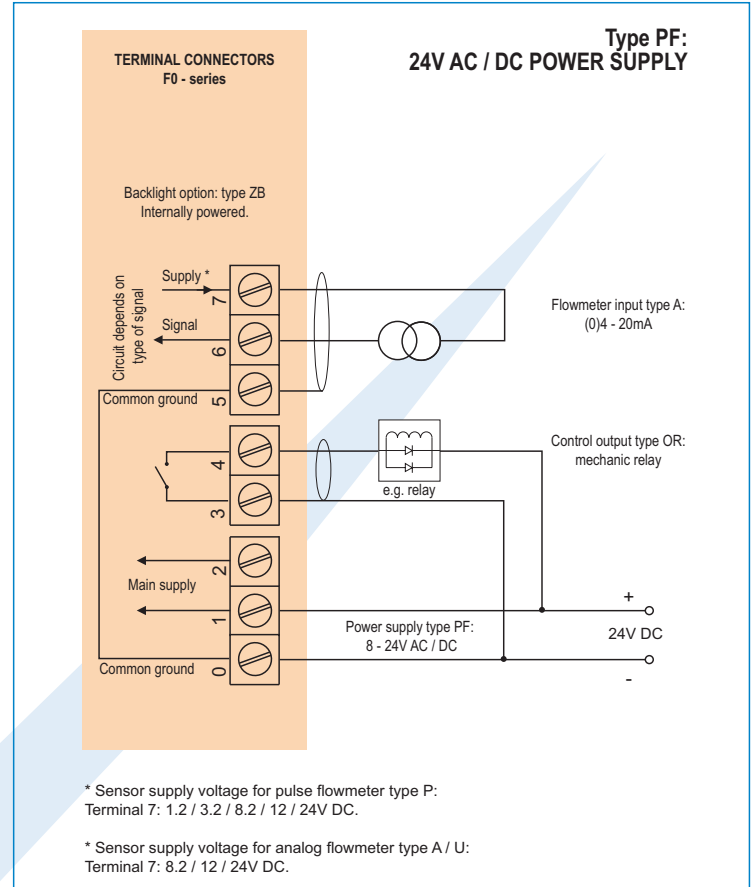 Type PF:
24V AC / DC POWER SUPPLY
TERMINAL CONNECTORS
F0 - series
Backlight option: type ZB
Internally powered.
Circuit depends on
type of signal
Supply *
7
Signal
6
Common ground
5
Flowmeter input type A:
(0)4 - 20mA
4
3
e.g. relay
Control output type OR:
mechanic relay
2
Main supply
1
Common ground
0
Power supply type PF:
8 - 24V AC / DC
+
24V DC
-
* Sensor supply voltage for pulse flowmeter type P:
Terminal 7: 1.2 / 3.2 / 8.2 / 12 / 24V DC.
* Sensor supply voltage for analog flowmeter type A / U:
Terminal 7: 8.2 / 12 / 24V DC.